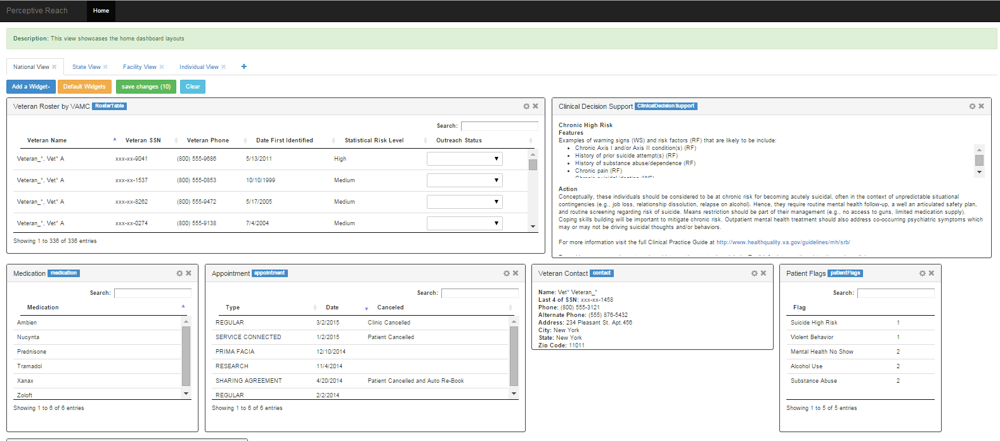 Perceptive Reach Home
Description: This view showcases the home dashboard layouts
National View State View Facility View Individual View
Add a Widget Default Widgets save changes (10) Clear
Veteran Roster by VAMC RosterTable
Search:
Veteran Name Veteran SSN Veteran Phone Date First Identified Statistical Risk Level Outreach Status
Veteran_*, Vet* A xxx-xx-9041 (800) 555-9686 5/13/2011 High
Veteran_*, Vet* A xxx-xx-1537 (800) 555-0853 10/10/1999 Medium
Veteran_*, Vet* A xxx-xx-8262 (800) 555-9472 5/17/2005 Medium
Veteran_*, Vet* A xxx-xx-0274 (800) 555-9138 7/4/2004 Medium
Showing 1 to 336 of 336 entries
Clinical Decision Support ClinicalDecisionSupport
Chronic High Risk
Features
Examples of warning signs (WS) and risk factors (RF) that are likely to be include:
Chronic Axis I and/or Axis II condition(s) (RF)
History of prior suicide attempt(s) (RF)
History of substance abuse/dependence (RF)
Chronic pain (RF)
Action
Conceptually, these individuals should be considered to be at chronic risk for becoming acutely suicidal, often in the context of unpredictable situational
contingencies (e.g., job loss, relationship dissolution, relapse on alcohol). Hence, they require routine mental health follow-up, a well an articulated safety plan,
and routine screening regarding risk of suicide. Means restriction should be part of their management (e.g., no access to guns, limited medication supply).
Coping skills building will be important to mitigate chronic risk. Outpatient mental health treatment should also address co-occurring psychiatric symptoms which
may or may not be driving suicidal thoughts and/or behaviors.
For more information visit the full Clinical Practice Guide at http://www.healthquality.va.gov/guidelines/mh/srb/
Medication medication
Search:
Medication
Ambien
Nucynta
Prednisone
Tramadol
Xanax
Zoloft
Showing 1 to 6 of 6 entries
Appointment appointment
Search:
Type Date Canceled
REGULAR 3/2/2015 Clinic Cancelled
SERVICE CONNECTED 1/2/2015 Patient Cancelled
PRIMA FACIA 12/10/2014
RESEARCH 11/4/2014
SHARING AGREEMENT 4/20/2014 Patient Cancelled and Auto Re-Book
REGULAR 2/2/2014
Showing 1 to 6 of 6 entries
Veteran Contact contact
Name: Vet* Veteran_*
Last 4 of SSN: xxx-xx-1458
Phone: (800) 555-3121
Alternate Phone: (555) 876-5432
Address: 234 Pleasant St. Apt.456
City: New York
State: New York
Zip Code: 11011
Patient Flags patientFlags
Search:
Flag
Suicide High Risk 1
Violent Behavior 1
Mental Health No Show 2
Alcohol Use 2
Substance Abuse 2
Showing 1 to 5 of 5 entries